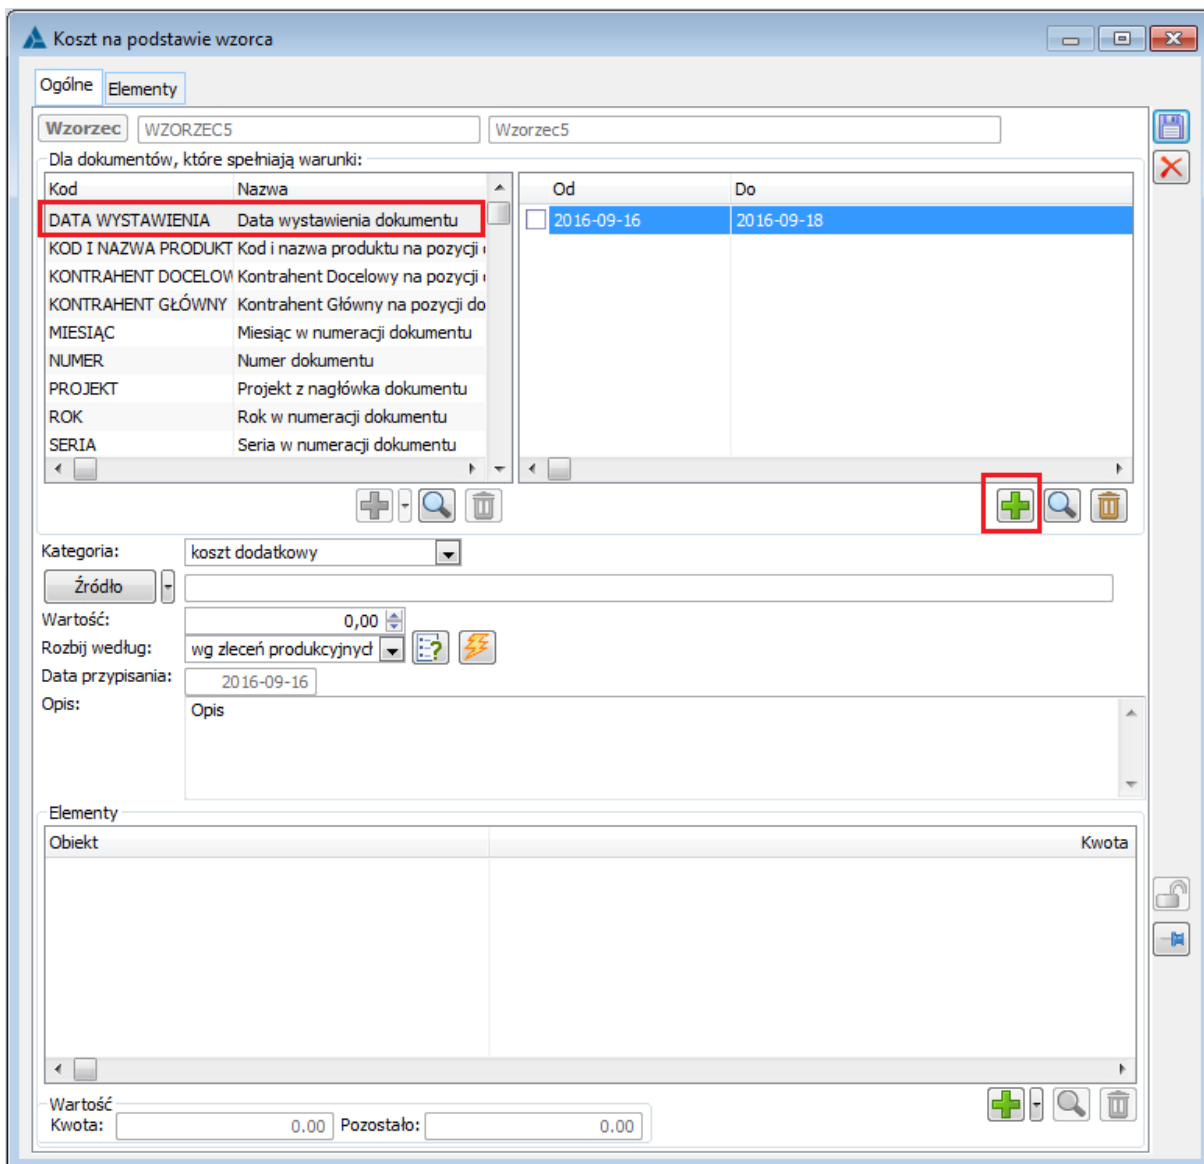 Koszt na podstawie wzorca
Ogólne Elementy
Wzorzec WZORZEC5 Wzorzec5
Dla dokumentów, które spełniają warunki:
Kod Nazwa Od Do
DATA WYSTAWIENIA Data wystawienia dokumentu 2016-09-16 2016-09-18
KOD I NAZWA PRODUKT Kod i nazwa produktu na pozycji
KONTRAHENT DOCELOW Kontrahent Docelowy na pozycji
KONTRAHENT GŁÓWNY Kontrahent Główny na pozycji do
MIESIĄC Miesiąc w numeracji dokumentu
NUMER Numer dokumentu
PROJEKT Projekt z nagłówka dokumentu
ROK Rok w numeracji dokumentu
SERIA Seria w numeracji dokumentu
Kategoria: koszt dodatkowy
Źródło
Wartość: 0,00
Rozbij według: wg zleceń produkcyjnych
Data przypisania: 2016-09-16
Opis: Opis
Elementy
Obiekt Kwota
Wartość
Kwota: 0.00 Pozostało: 0.00